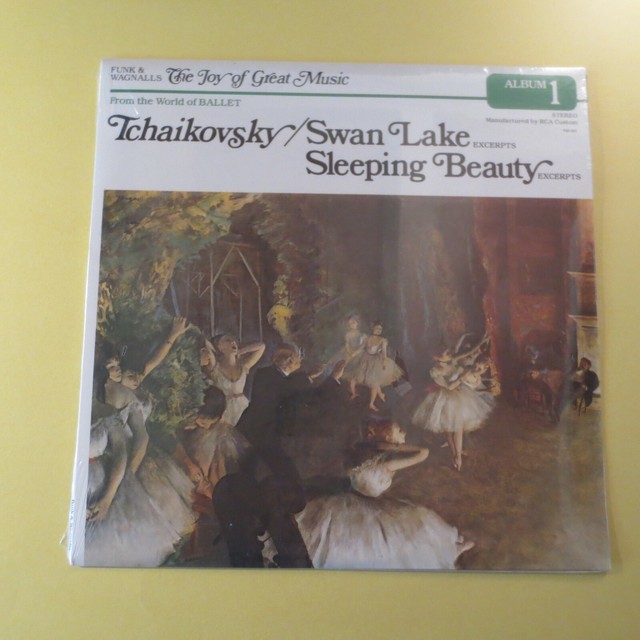 FUNK &
WAGNALLS The Joy of Great Music
ALBUM 1
From the World of BALLET
STEREO
Manufactured by RCA Custom
Tchaikovsky/Swan Lake EXCERPTS
Sleeping Beauty EXCERPTS